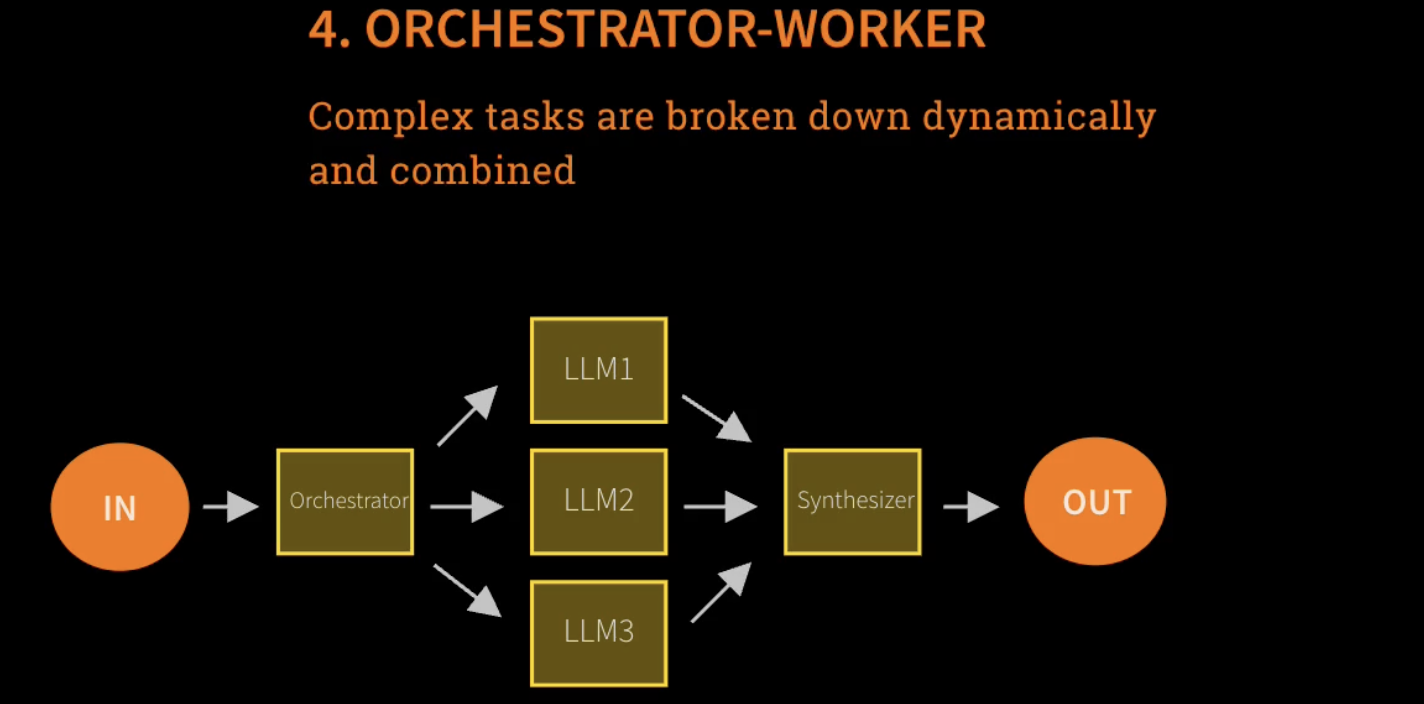 4. ORCHESTRATOR-WORKER
Complex tasks are broken down dynamically
and combined
LLM1
IN
Orchestrator
LLM2
Synthesizer
OUT
LLM3